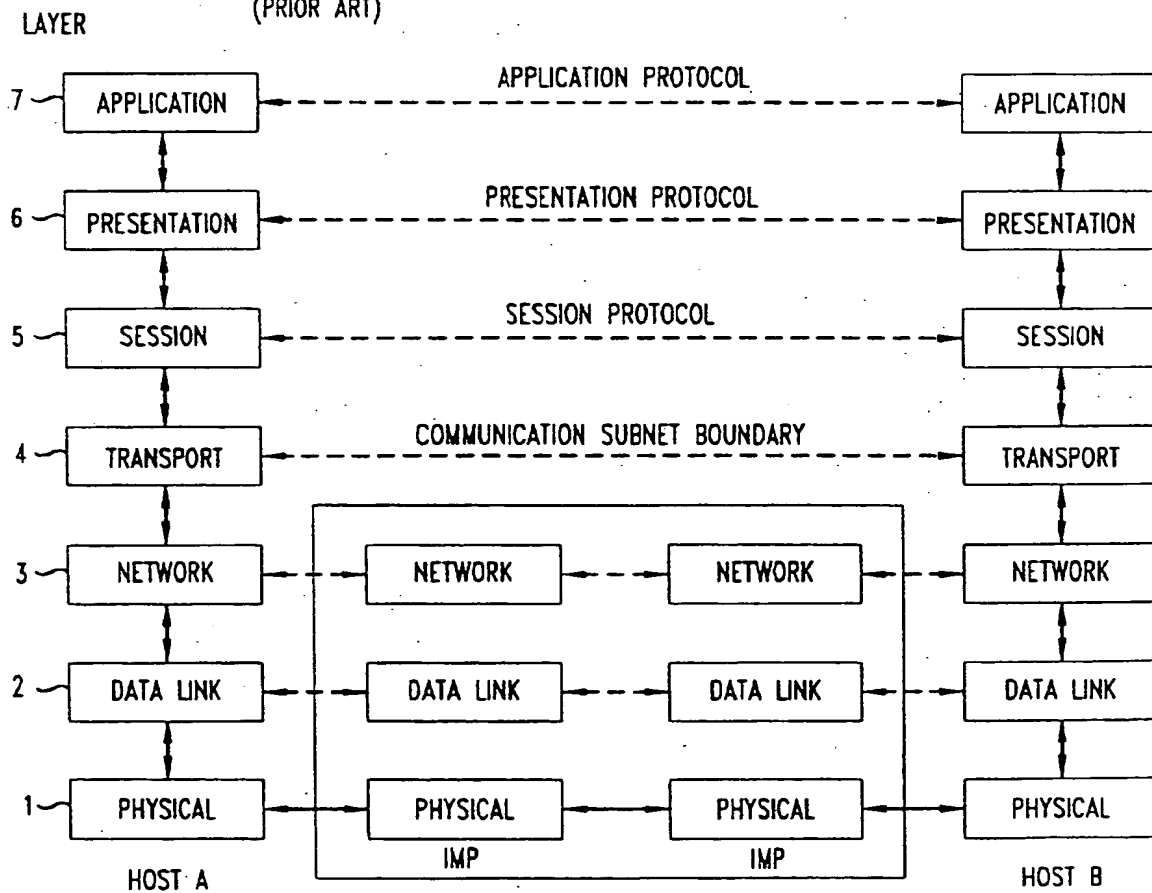 (PRIOR ART)
LAYER
7 APPLICATION APPLICATION PROTOCOL APPLICATION
6 PRESENTATION PRESENTATION PROTOCOL PRESENTATION
5 SESSION SESSION PROTOCOL SESSION
4 TRANSPORT COMMUNICATION SUBNET BOUNDARY TRANSPORT
3 NETWORK NETWORK NETWORK NETWORK
2 DATA LINK DATA LINK DATA LINK DATA LINK
1 PHYSICAL PHYSICAL PHYSICAL PHYSICAL
IMP IMP
HOST A HOST B